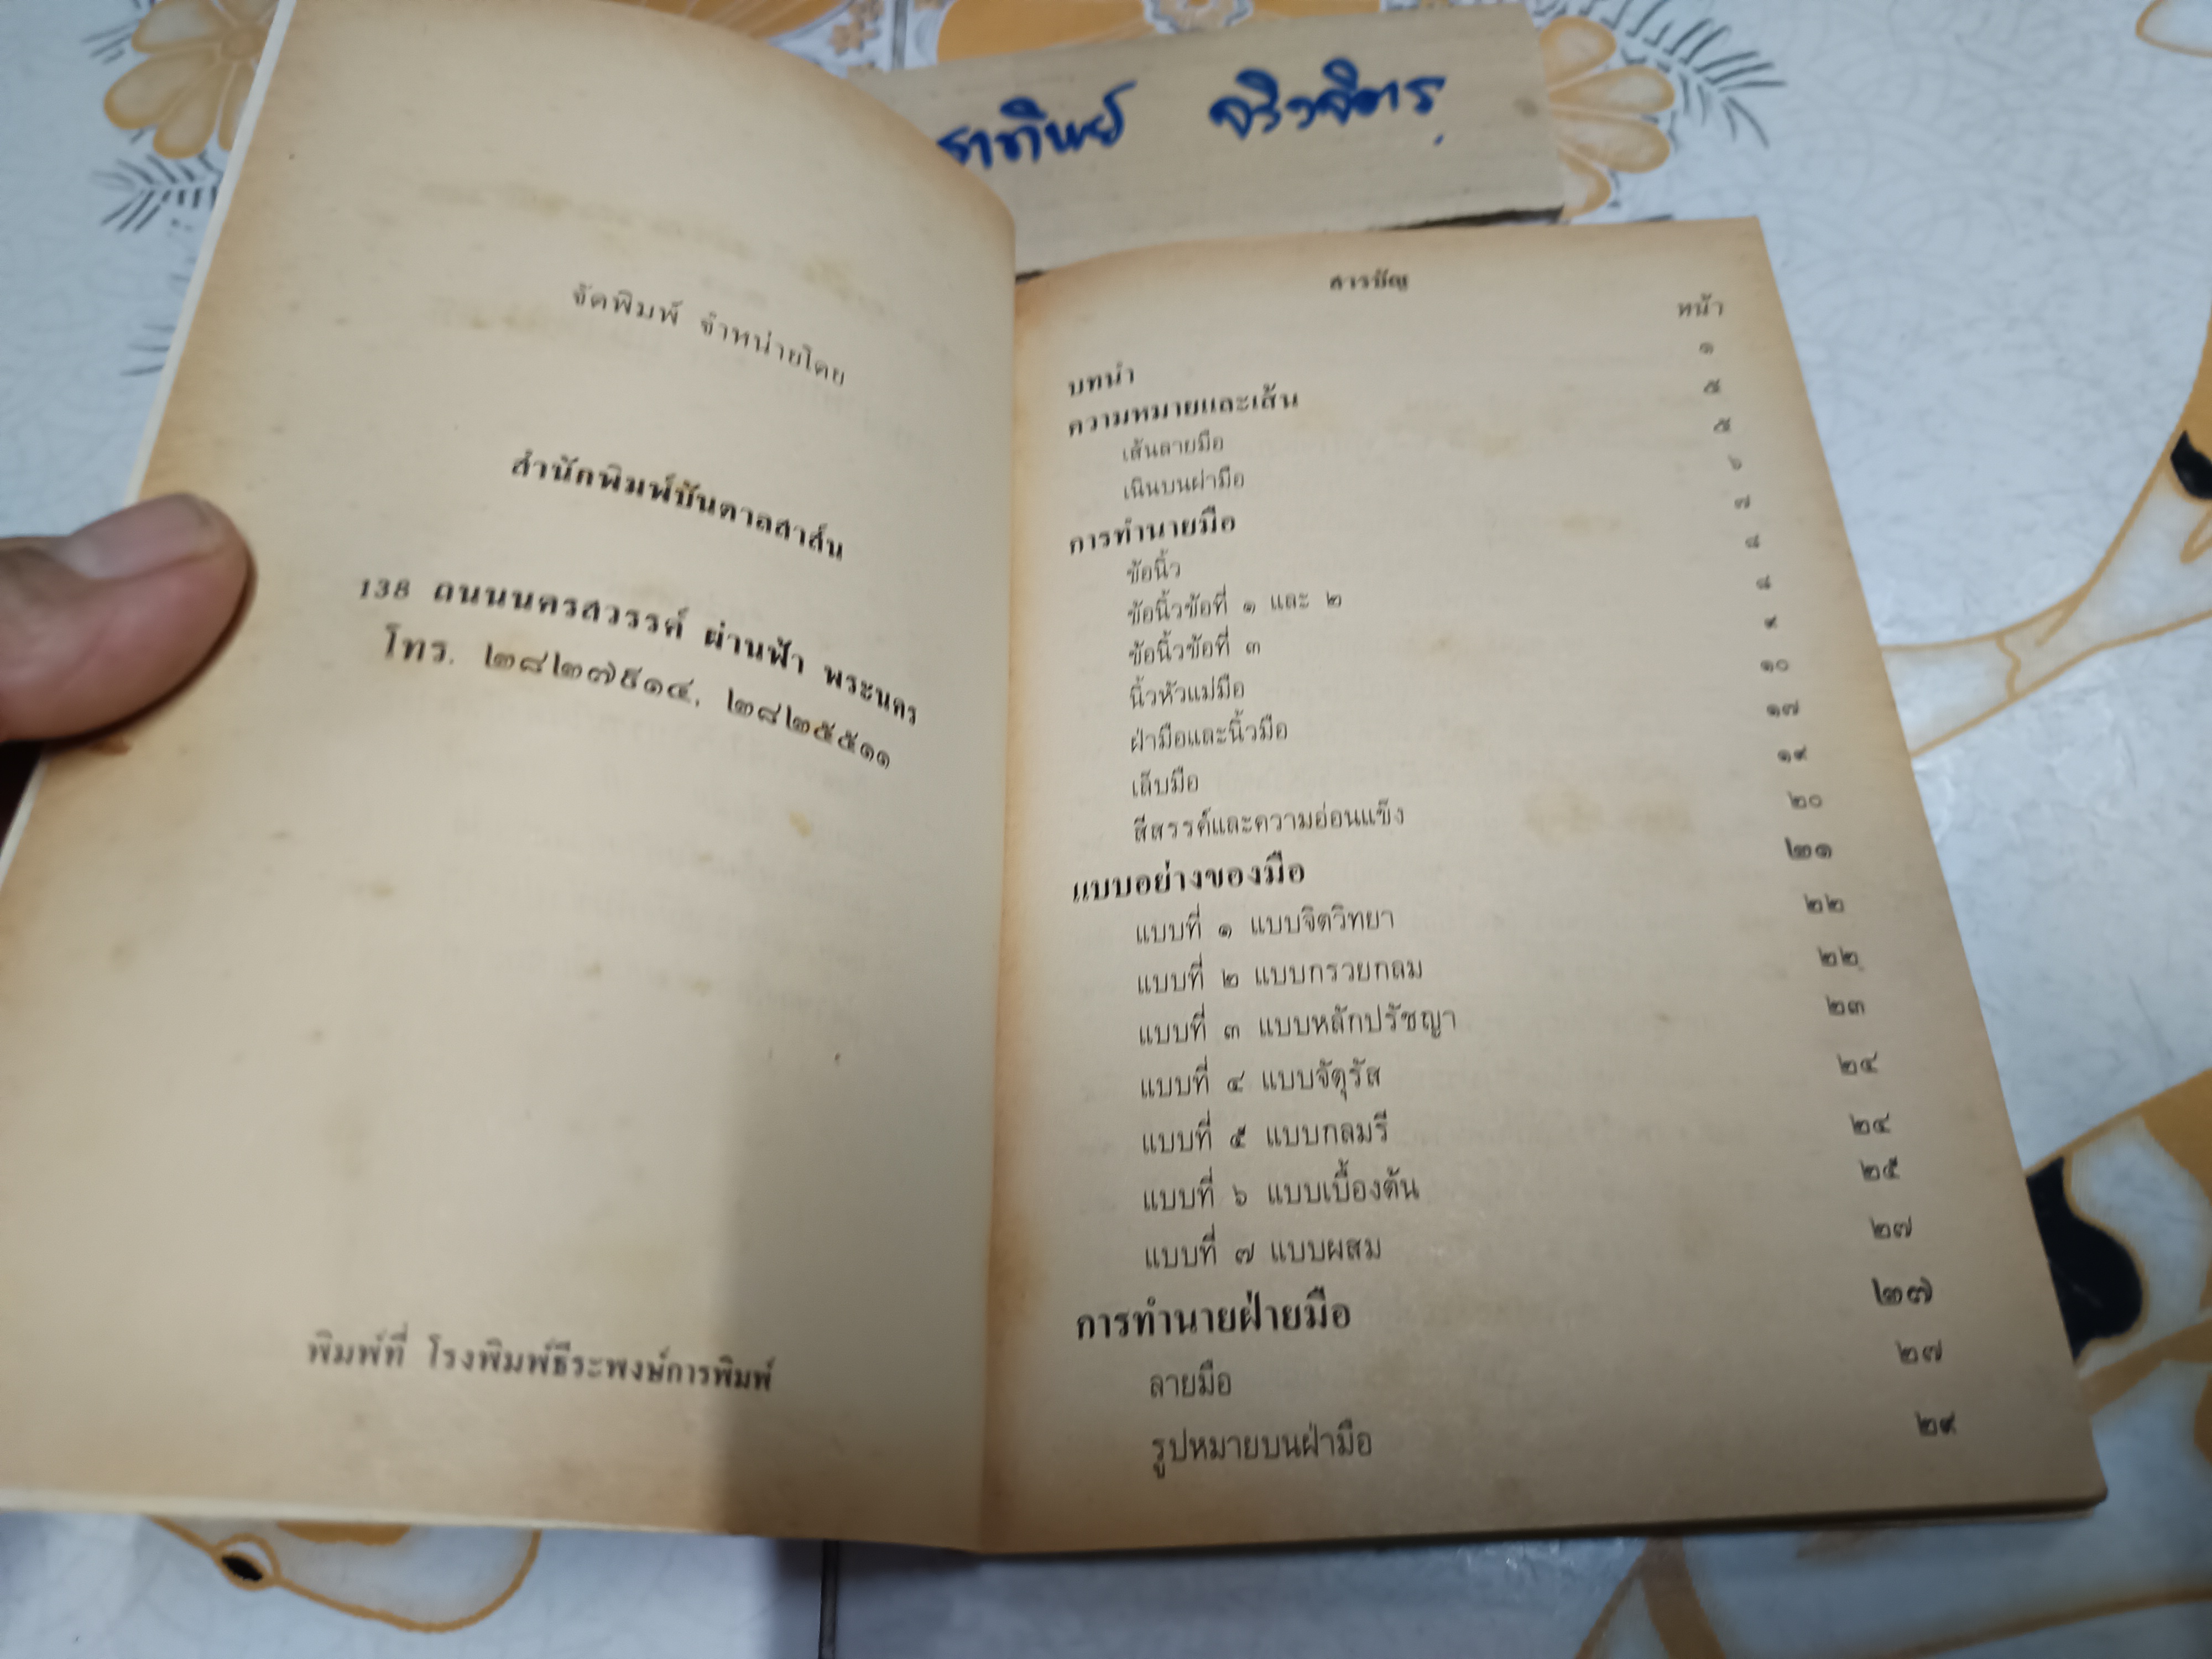 จัดพิมพ์ จำหน่ายโดย
สำนักพิมพ์บันดาลสาส์น
138 ถนนนครสวรรค์ ผ่านฟ้า พระนคร
โทร. ๒๘๒๗๕๑๔, ๒๘๒๕๕๑๑
พิมพ์ที่ โรงพิมพ์ธีระพงษ์การพิมพ์
สารบัญ
หน้า
บทนำ ๑
ความหมายและเส้น ๕
เส้นลายมือ ๕
เนินบนฝ่ามือ ๖
การทำนายมือ ๗
ข้อนิ้ว ๘
ข้อนิ้วข้อที่ ๑ และ ๒ ๘
ข้อนิ้วข้อที่ ๓ ๙
นิ้วหัวแม่มือ ๑๐
ฝ่ามือและนิ้วมือ ๑๗
เล็บมือ ๑๙
สีสรรค์และความอ่อนแข็ง ๒๐
แบบอย่างของมือ ๒๑
แบบที่ ๑ แบบจิตวิทยา ๒๒
แบบที่ ๒ แบบกรวยกลม ๒๒
แบบที่ ๓ แบบหลักปรัชญา ๒๓
แบบที่ ๔ แบบจัตุรัส ๒๔
แบบที่ ๕ แบบกลมรี ๒๔
แบบที่ ๖ แบบเบื้องต้น ๒๕
แบบที่ ๗ แบบผสม ๒๗
การทำนายฝ่ายมือ ๒๗
ลายมือ ๒๗
รูปหมายบนฝ่ามือ ๒๙